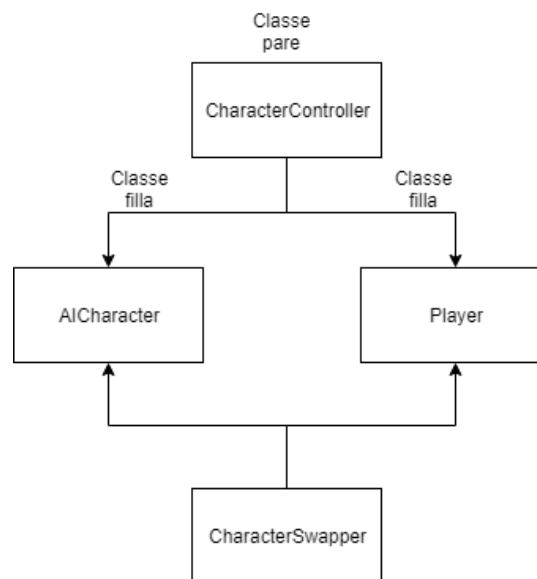 Classe
pare
CharacterController
Classe
filla
Classe
filla
AICharacter
Player
CharacterSwapper